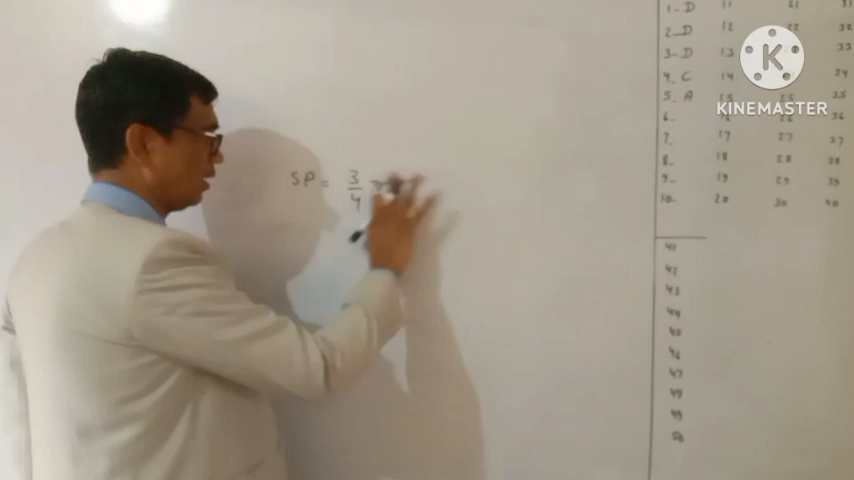 SP = 3/4
1- D 11 21 31
2- D 12 22 32
3- D 13 33
4- C 14 34
5- A 15 25 35
6- 16 26 36
7- 17 27 37
8- 18 28 38
9- 19 29 39
10- 20 30 40
41
42
43
44
45
46
47
48
49
50
K
KINEMASTER